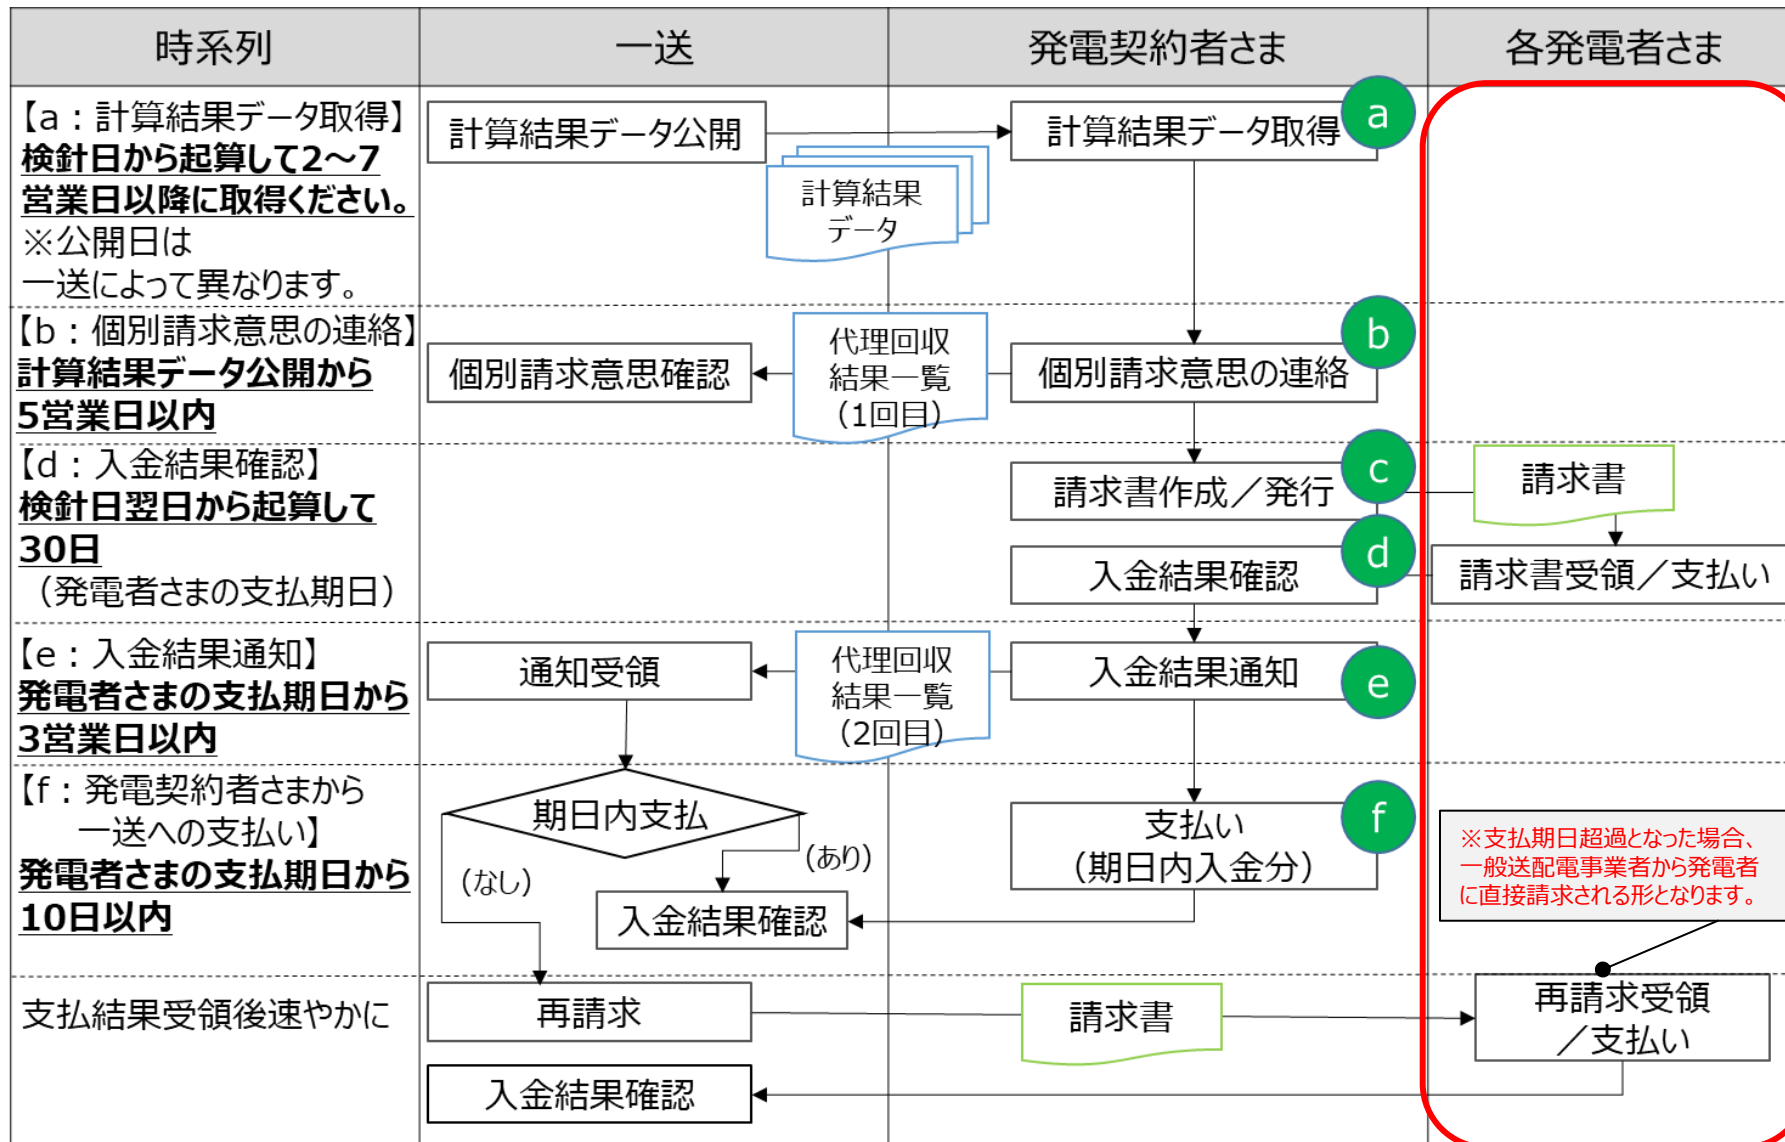 時系列
一送
発電契約者さま
各発電者さま
【a：計算結果データ取得】
検針日から起算して2～7
営業日以降に取得ください。
※公開日は
一送によって異なります。
計算結果データ公開
計算結果
データ
計算結果データ取得
a
【b：個別請求意思の連絡】
計算結果データ公開から
5営業日以内
個別請求意思確認
代理回収
結果一覧
（1回目）
個別請求意思の連絡
b
【d：入金結果確認】
検針日翌日から起算して
30日
（発電者さまの支払期日）
請求書作成／発行
c
請求書
入金結果確認
d
請求書受領／支払い
【e：入金結果通知】
発電者さまの支払期日から
3営業日以内
通知受領
代理回収
結果一覧
（2回目）
入金結果通知
e
【f：発電契約者さまから
一送への支払い】
発電者さまの支払期日から
10日以内
期日内支払
（なし）
（あり）
入金結果確認
支払い
（期日内入金分）
f
※支払期日超過となった場合、
一般送配電事業者から発電者
に直接請求される形となります。
支払結果受領後速やかに
再請求
請求書
再請求受領
／支払い
入金結果確認